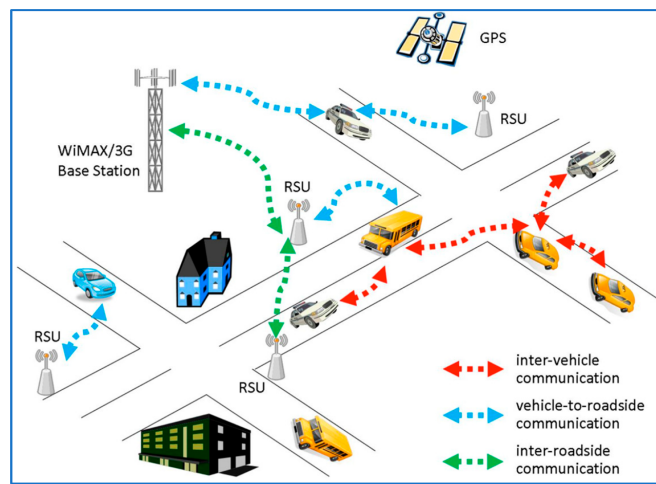 GPS
RSU
WiMAX/3G
Base Station
RSU
RSU
RSU
inter-vehicle
communication
vehicle-to-roadside
communication
inter-roadside
communication